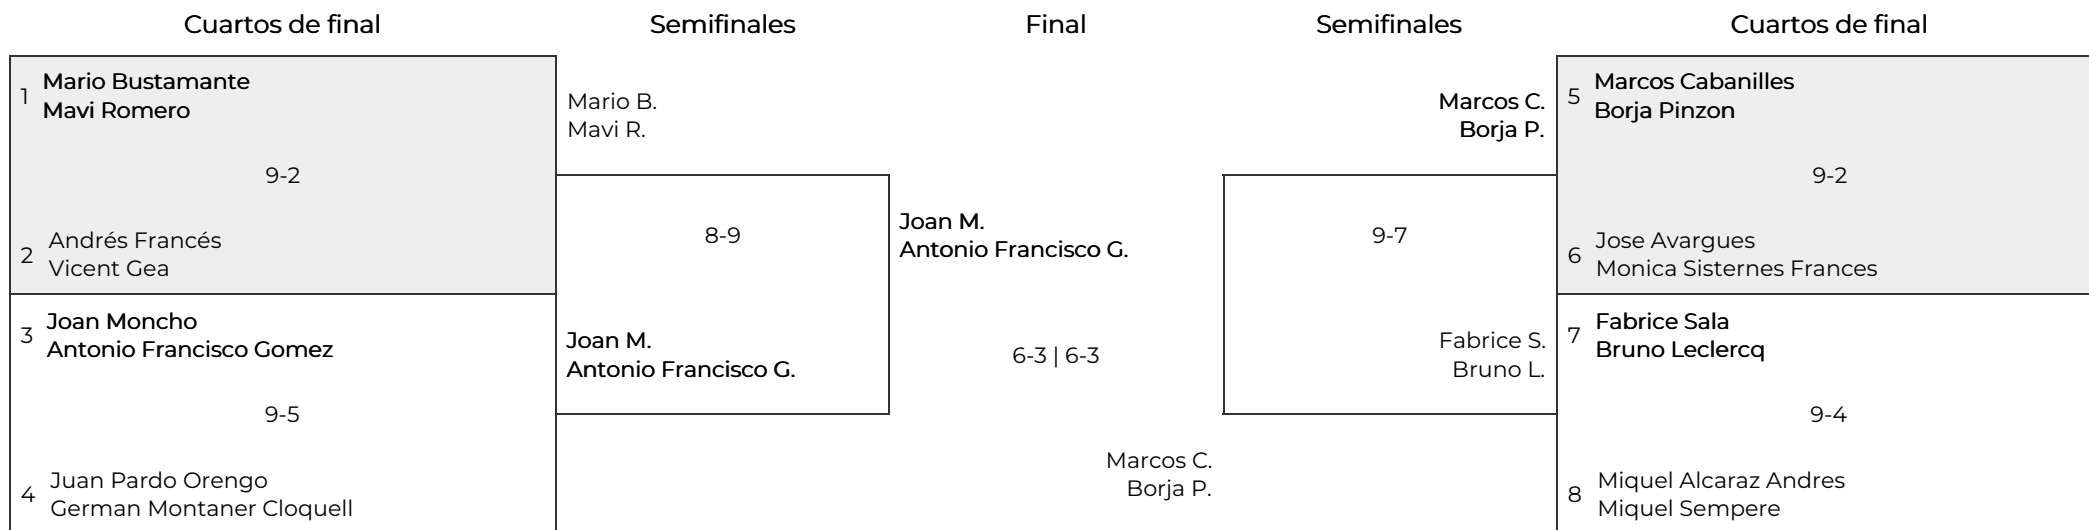 Cuartos de final
Semifinales
Final
Semifinales
Cuartos de final
1
Mario Bustamante
Mavi Romero
9-2
2
Andrés Francés
Vicent Gea
3
Joan Moncho
Antonio Francisco Gomez
9-5
4
Juan Pardo Orengo
German Montaner Cloquell
Mario B.
Mavi R.
8-9
Joan M.
Antonio Francisco G.
Joan M.
Antonio Francisco G.
6-3 | 6-3
Marcos C.
Borja P.
Marcos C.
Borja P.
9-7
Fabrice S.
Bruno L.
5
Marcos Cabanilles
Borja Pinzon
9-2
6
Jose Avargues
Monica Sisternes Frances
7
Fabrice Sala
Bruno Leclercq
9-4
8
Miquel Alcaraz Andres
Miquel Sempere